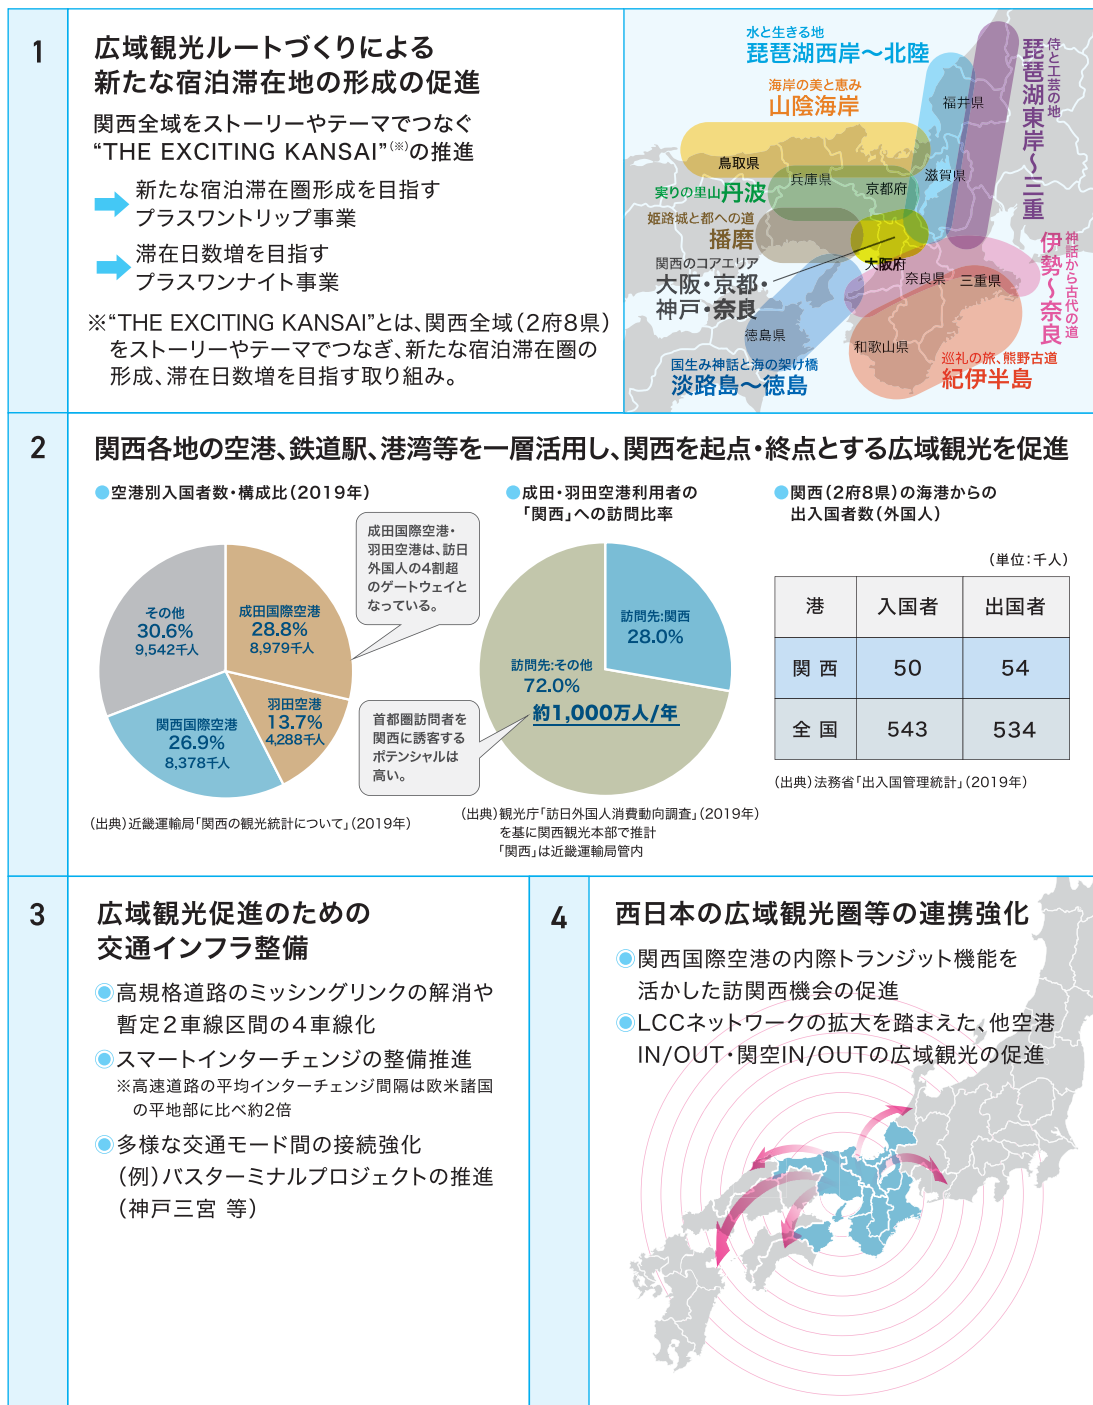 1
広域観光ルートづくりによる
新たな宿泊滞在地の形成の促進
関西全域をストーリーやテーマでつなぐ
“THE EXCITING KANSAI”(※)の推進
新たな宿泊滞在圏形成を目指す
プラスワントリップ事業
滞在日数増を目指す
プラスワンナイト事業
※“THE EXCITING KANSAI”とは、関西全域（2府8県）
をストーリーやテーマでつなぎ、新たな宿泊滞在圏の
形成、滞在日数増を目指す取り組み。
水と生きる地
琵琶湖西岸～北陸
海岸の美と恵み
山陰海岸
侍と工芸の地
琵琶湖東岸～三重
福井県
鳥取県
兵庫県
京都府
滋賀県
実りの里山丹波
姫路城と都への道
播磨
関西のコアエリア
大阪・京都・
神戸・奈良
大阪府
奈良県
三重県
神話から古代の道
伊勢～奈良
徳島県
和歌山県
国生み神話と海の架け橋
淡路島～徳島
巡礼の旅、熊野古道
紀伊半島
2
関西各地の空港、鉄道駅、港湾等を一層活用し、関西を起点・終点とする広域観光を促進
●空港別入国者数・構成比（2019年）
成田国際空港・
羽田空港は、訪日
外国人の4割超
のゲートウェイと
なっている。
その他
30.6%
9,542千人
成田国際空港
28.8%
8,979千人
羽田空港
13.7%
4,288千人
関西国際空港
26.9%
8,378千人
（出典）近畿運輸局「関西の観光統計について」（2019年）
●成田・羽田空港利用者の
「関西」への訪問比率
訪問先:関西
28.0%
訪問先:その他
72.0%
約1,000万人/年
首都圏訪問者を
関西に誘客する
ポテンシャルは
高い。
（出典）観光庁「訪日外国人消費動向調査」（2019年）
を基に関西観光本部で推計
「関西」は近畿運輸局管内
●関西（2府8県）の海港からの
出入国者数（外国人）
（単位：千人）
港 入国者 出国者
関 西 50 54
全 国 543 534
（出典）法務省「出入国管理統計」（2019年）
3
広域観光促進のための
交通インフラ整備
●高規格道路のミッシングリンクの解消や
暫定2車線区間の4車線化
●スマートインターチェンジの整備推進
※高速道路の平均インターチェンジ間隔は欧米諸国
の平地部に比べ約2倍
●多様な交通モード間の接続強化
（例）バスターミナルプロジェクトの推進
（神戸三宮 等）
4
西日本の広域観光圏等の連携強化
●関西国際空港の内際トランジット機能を
活かした訪関西機会の促進
●LCCネットワークの拡大を踏まえた、他空港
IN/OUT・関空IN/OUTの広域観光の促進